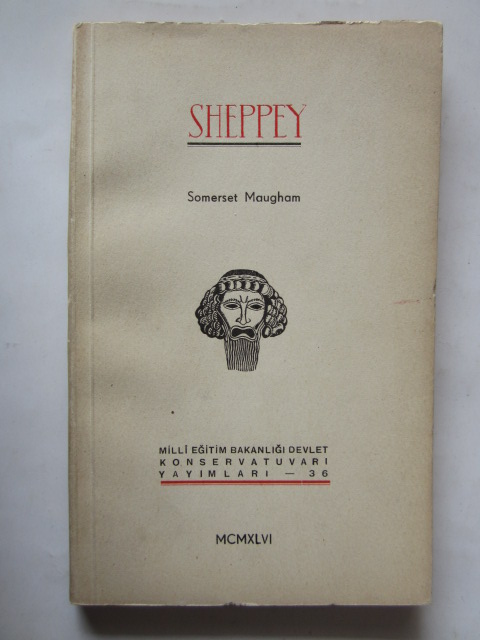 SHEPPEY
Somerset Maugham
MİLLÎ EĞİTİM BAKANLIĞI DEVLET
KONSERVATUVARI
YAYIMLARI — 36
MCMXLVI